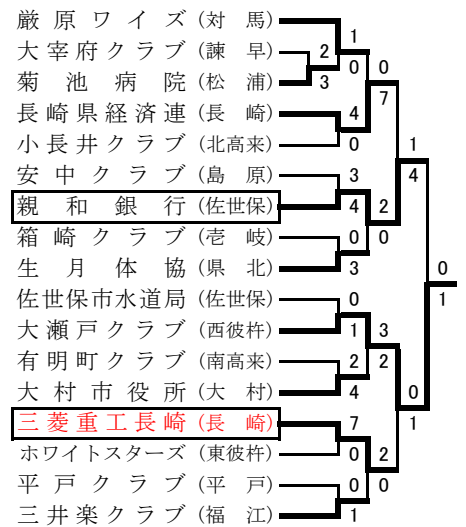 厳原ワイズ(対馬)
大宰府クラブ(諫早)
菊池病院(松浦)
長崎県経済連(長崎)
小長井クラブ(北高来)
安中クラブ(島原)
親和銀行(佐世保)
箱崎クラブ(壱岐)
生月体協(県北)
佐世保市水道局(佐世保)
大瀬戸クラブ(西彼杵)
有明町クラブ(南高来)
大村市役所(大村)
三菱重工長崎(長崎)
ホワイトスターズ(東彼杵)
平戸クラブ(平戸)
三井楽クラブ(福江)
2
3
4
0
3
4
0
3
0
1
2
4
7
0
0
1
1
0
2
0
3
2
2
0
0
7
1
4
0
1
0
1